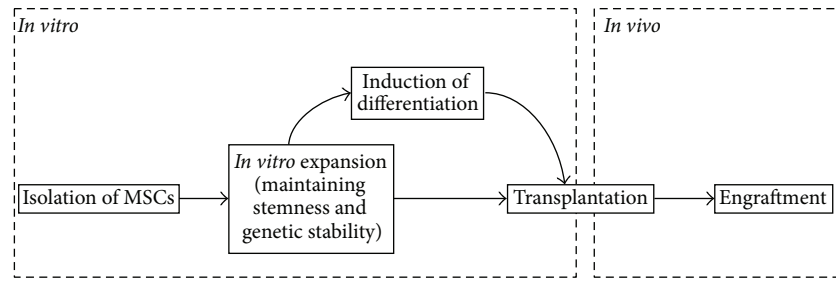 In vitro
In vivo
Induction of
differentiation
In vitro expansion
(maintaining
stemness and
genetic stability)
Isolation of MSCs
Transplantation
Engraftment